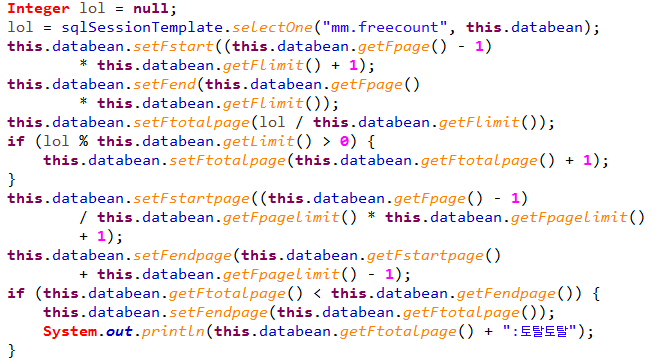 Integer lol = null;
lol = sqlSessionTemplate.selectOne("mm.freecount", this.databean);
this.databean.setFstart((this.databean.getFpage() - 1)
* this.databean.getFlimit() + 1);
this.databean.setFend(this.databean.getFpage()
* this.databean.getFlimit());
this.databean.setFtotalpage(lol / this.databean.getFlimit());
if (lol % this.databean.getLimit() > 0) {
this.databean.setFtotalpage(this.databean.getFtotalpage() + 1);
}
this.databean.setFstartpage((this.databean.getFpage() - 1)
/ this.databean.getFpagelimit() * this.databean.getFpagelimit()
+ 1);
this.databean.setFendpage(this.databean.getFstartpage()
+ this.databean.getFpagelimit() - 1);
if (this.databean.getFtotalpage() < this.databean.getFendpage()) {
this.databean.setFendpage(this.databean.getFtotalpage());
System.out.println(this.databean.getFtotalpage() + ":토탈토탈");
}